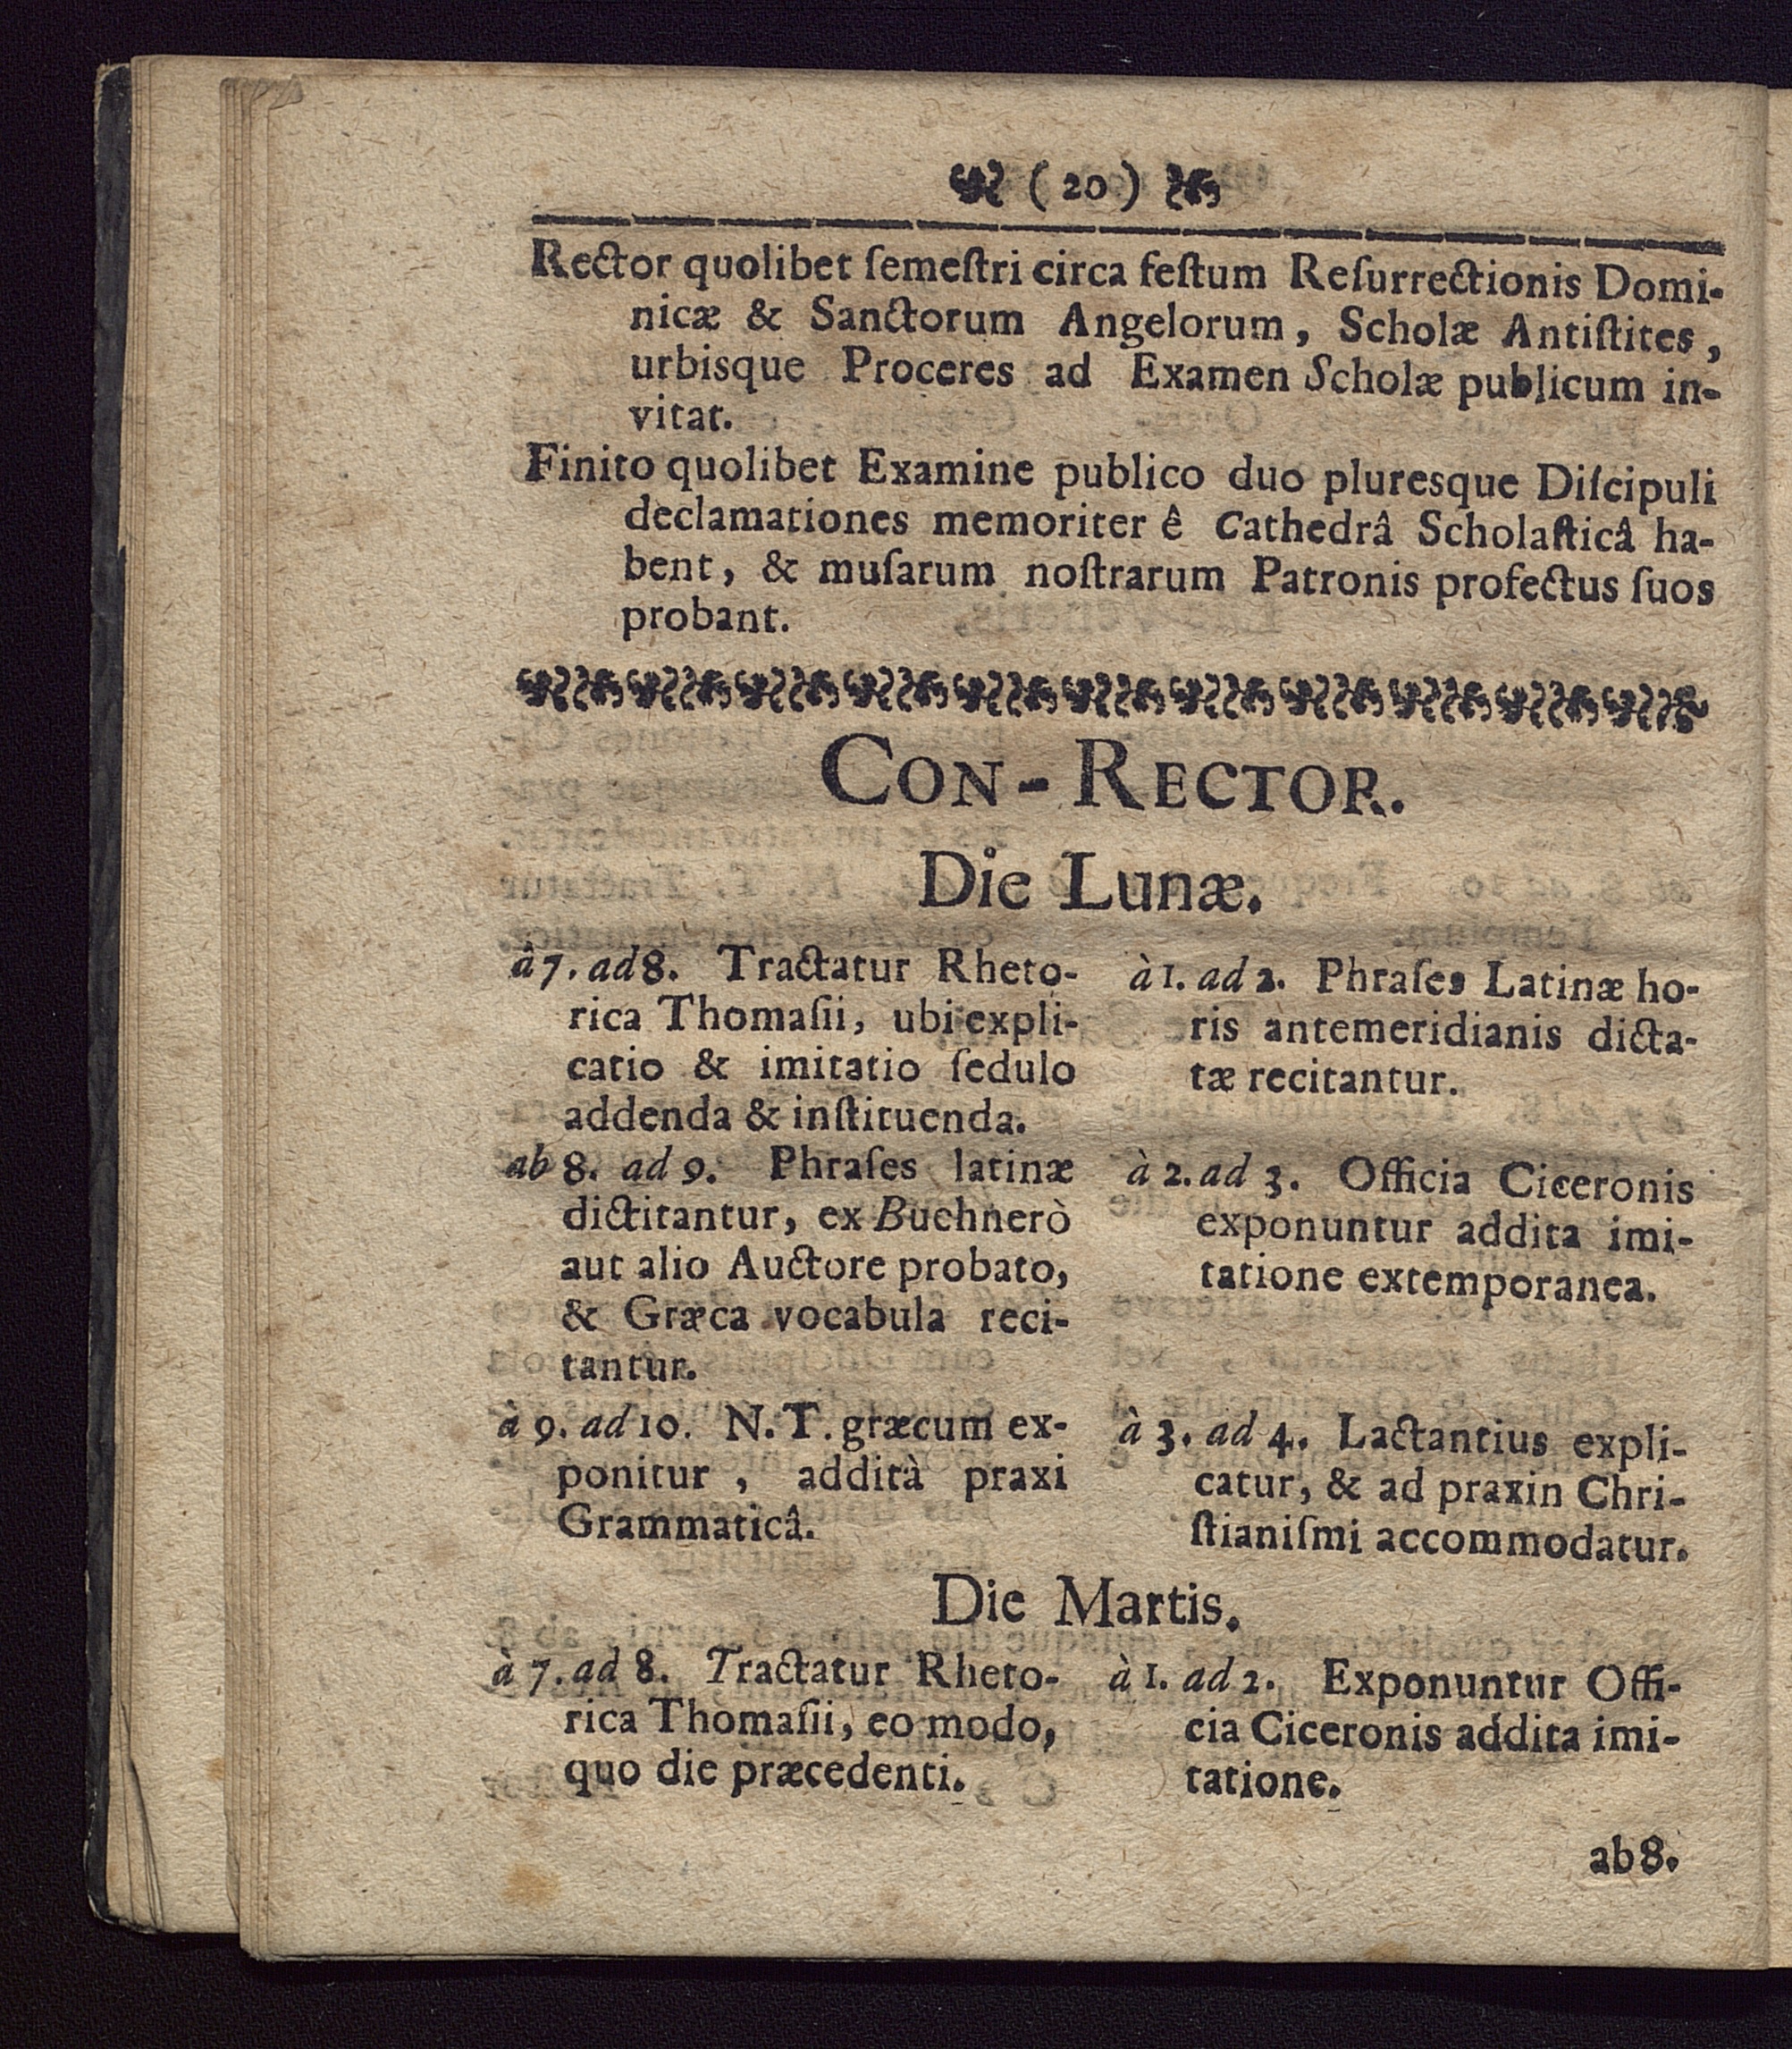 (20)
Rector quolibet ſemeſtri circa feſtum Reſurrectionis Domi-
nicæ & Sanctorum Angelorum, Scholæ Antiſtites,
urbisque Proceres ad Examen Scholæ publicum in-
vitat.
Finito quolibet Examine publico duo pluresque Diſcipuli
declamationes memoriter ê Cathedrâ Scholaſticâ ha-
bent, & muſarum noſtrarum Patronis profectus ſuos
probant.
CON-RECTOR.
Die Lunæ.
â 7. ad 8. Tractatur Rheto-
rica Thomaſii, ubi expli-
catio & imitatio ſedulo
addenda & inſtituenda.
ab 8. ad 9. Phraſes latinæ
dictitantur, ex Buchnerò
aut alio Auctore probato,
& Græca vocabula reci-
tantur.
à 9. ad 10. N. T. græcum ex-
ponitur, addità praxi
Grammaticâ.
à 1. ad 2. Phraſes Latinæ ho-
ris antemeridianis dicta-
tæ recitantur.
à 2. ad 3. Officia Ciceronis
exponuntur addita imi-
tatione extemporanea.
à 3. ad 4. Lactantius expli-
catur, & ad praxin Chri-
ſtianiſmi accommodatur.
Die Martis.
à 7. ad 8. Tractatur Rheto-
rica Thomaſii, eo modo,
quo die præcedenti.
à 1. ad 2. Exponuntur Offi-
cia Ciceronis addita imi-
tatione.
ab 8.